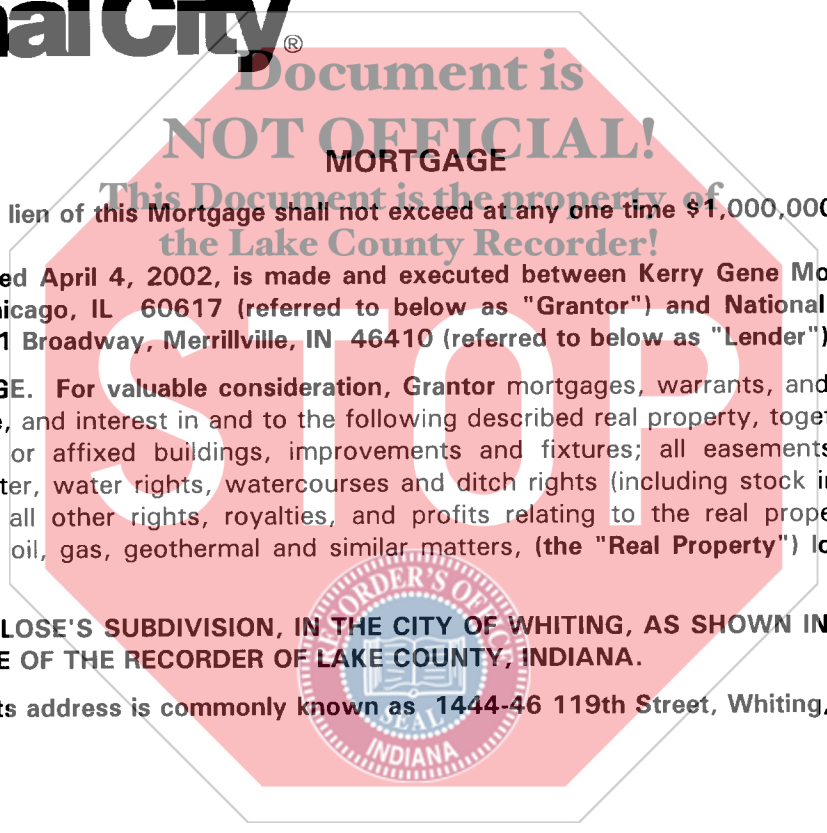 nal City®
Document is
NOT OFFICIAL!
MORTGAGE
This Document is the property of
lien of this Mortgage shall not exceed at any one time $1,000,000
the Lake County Recorder!
ed April 4, 2002, is made and executed between Kerry Gene Mo
icago, IL 60617 (referred to below as "Grantor") and National
1 Broadway, Merrillville, IN 46410 (referred to below as "Lender")
GE. For valuable consideration, Grantor mortgages, warrants, and
, and interest in and to the following described real property, toget
or affixed buildings, improvements and fixtures; all easements
ter, water rights, watercourses and ditch rights (including stock in
all other rights, royalties, and profits relating to the real prope
oil, gas, geothermal and similar matters, (the "Real Property") lo
STOP
LOSE'S SUBDIVISION, IN THE CITY OF WHITING, AS SHOWN IN
E OF THE RECORDER OF LAKE COUNTY, INDIANA.
ts address is commonly known as 1444-46 119th Street, Whiting,
RECORDER'S OFFICE
SEAL
INDIANA